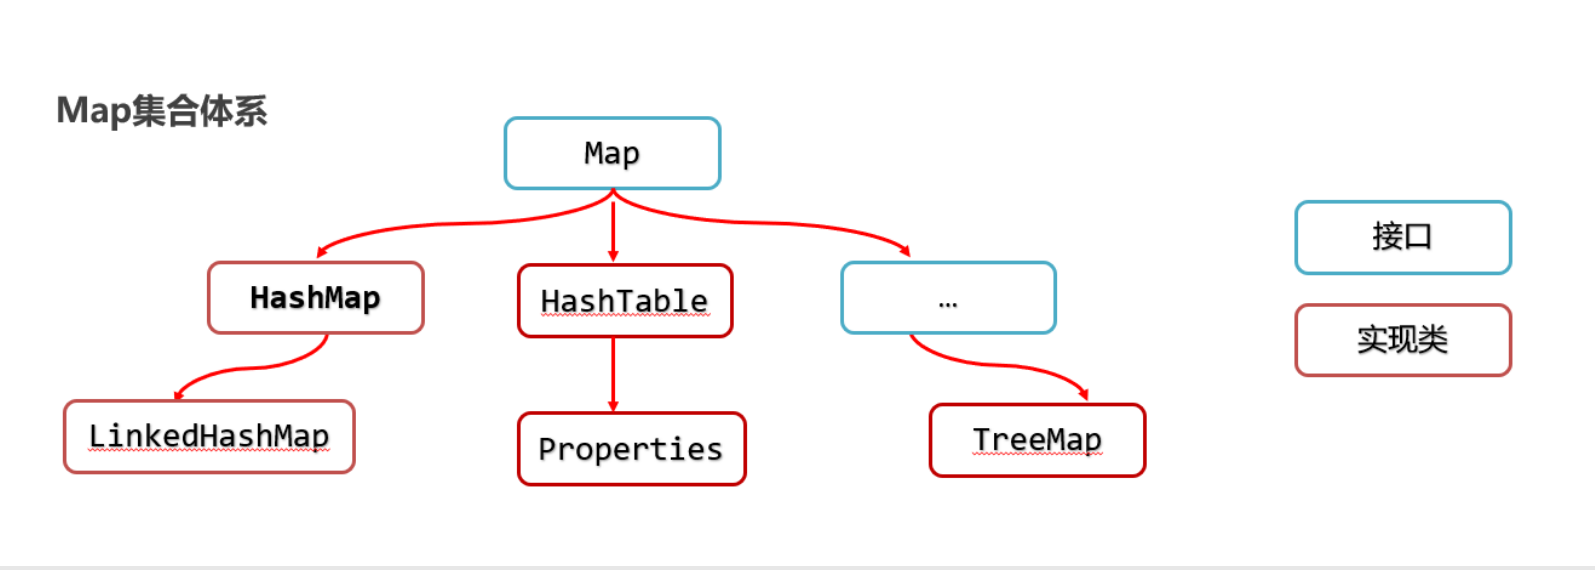 Map集合体系
Map
接口
HashMap
HashTable
...
实现类
LinkedHashMap
Properties
TreeMap